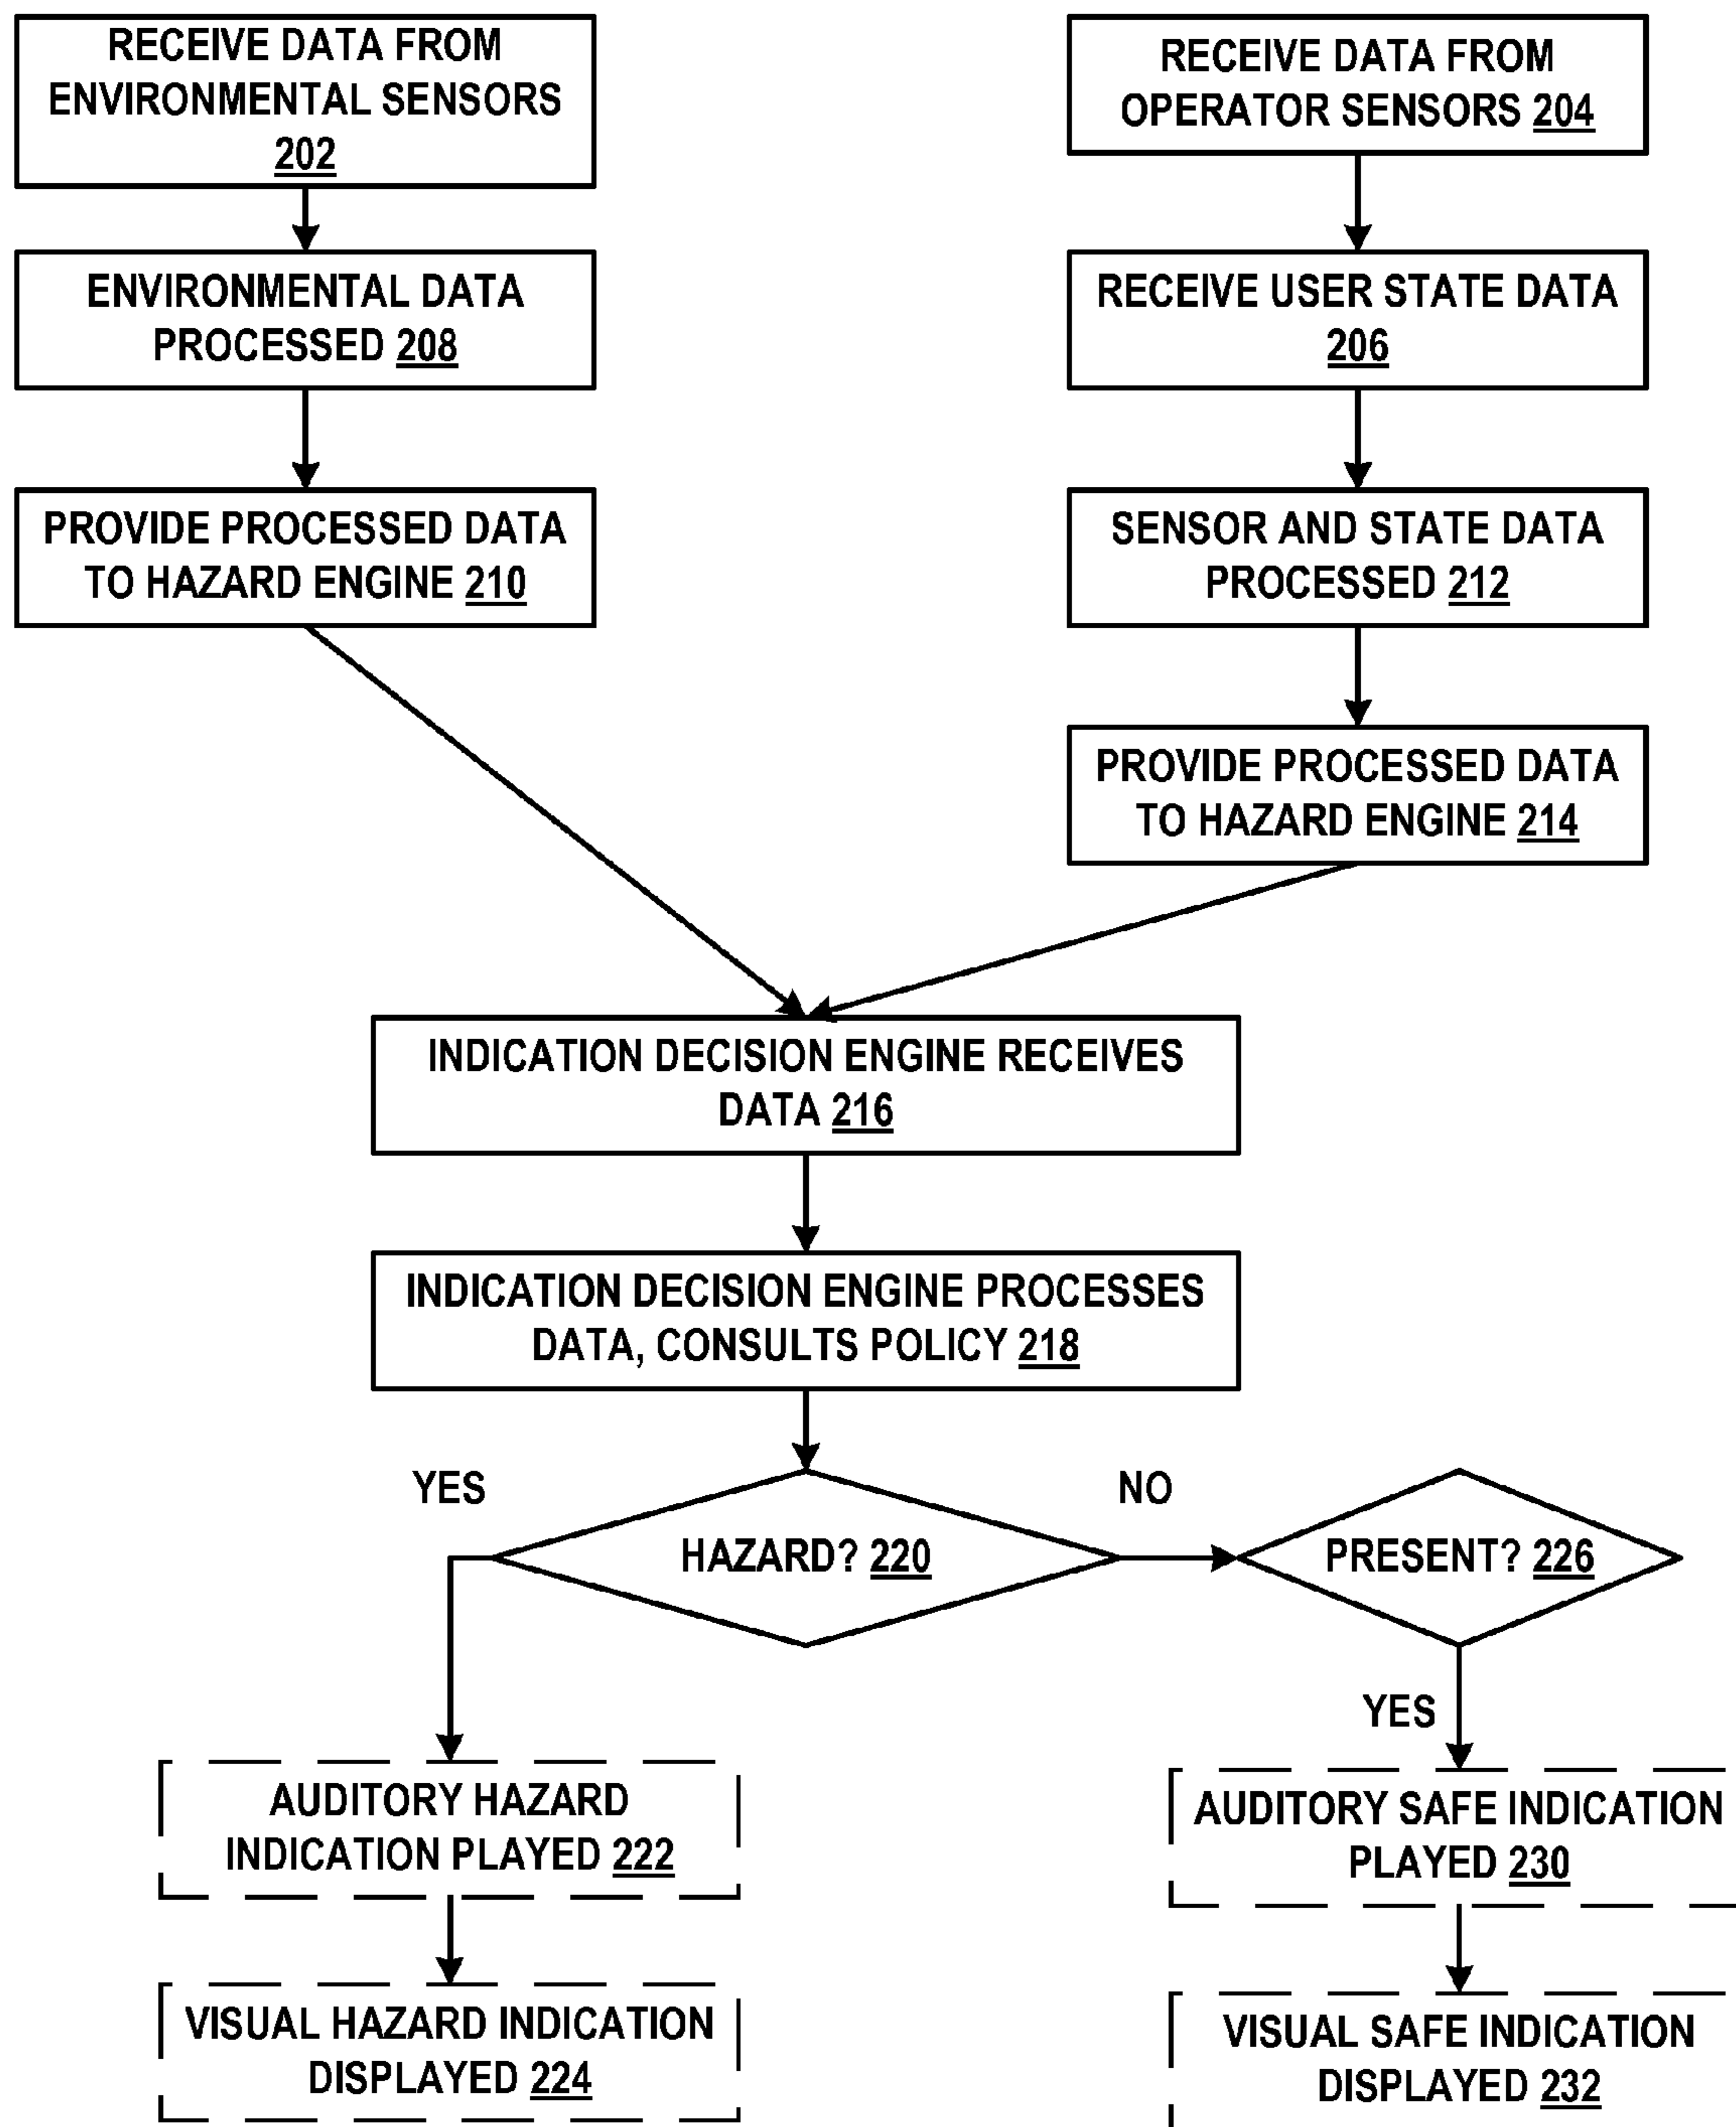 RECEIVE DATA FROM
ENVIRONMENTAL SENSORS
202
RECEIVE DATA FROM
OPERATOR SENSORS 204
ENVIRONMENTAL DATA
PROCESSED 208
RECEIVE USER STATE DATA
206
PROVIDE PROCESSED DATA
TO HAZARD ENGINE 210
SENSOR AND STATE DATA
PROCESSED 212
PROVIDE PROCESSED DATA
TO HAZARD ENGINE 214
INDICATION DECISION ENGINE RECEIVES
DATA 216
INDICATION DECISION ENGINE PROCESSES
DATA, CONSULTS POLICY 218
YES
NO
HAZARD? 220
PRESENT? 226
YES
AUDITORY HAZARD
INDICATION PLAYED 222
AUDITORY SAFE INDICATION
PLAYED 230
VISUAL HAZARD INDICATION
DISPLAYED 224
VISUAL SAFE INDICATION
DISPLAYED 232